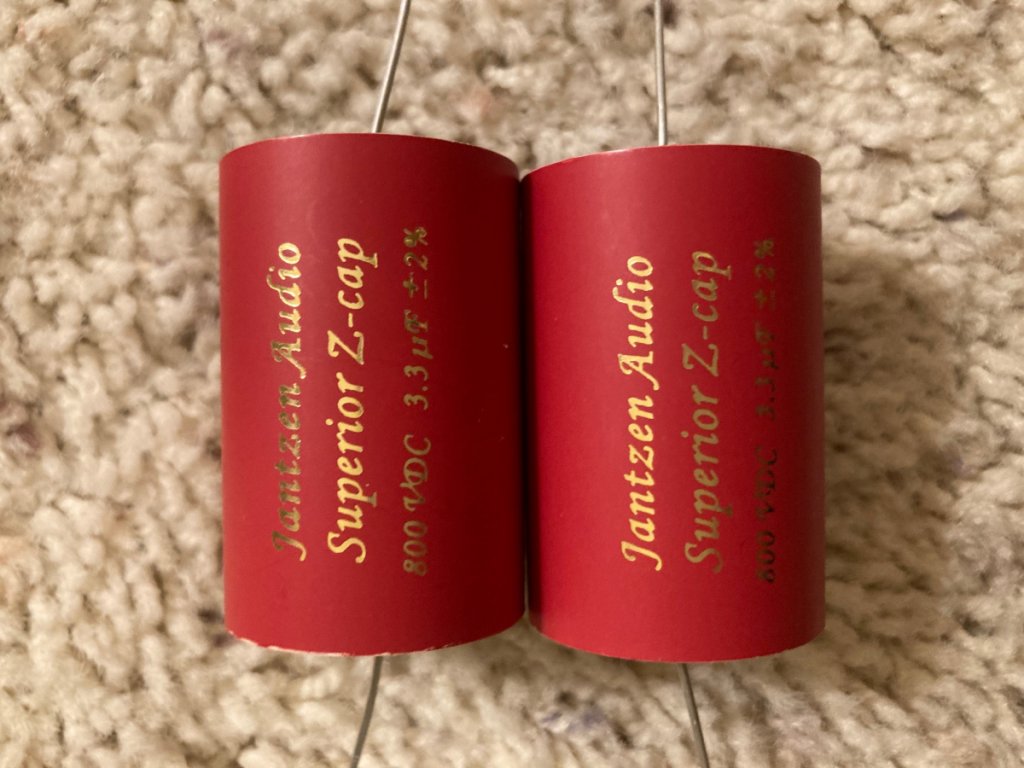 Jantzen Audio
Superior Z-cap
800 VDC 3.3 µF ± 2%
Jantzen Audio
Superior Z-cap
800 VDC 3.3 µF ± 2%